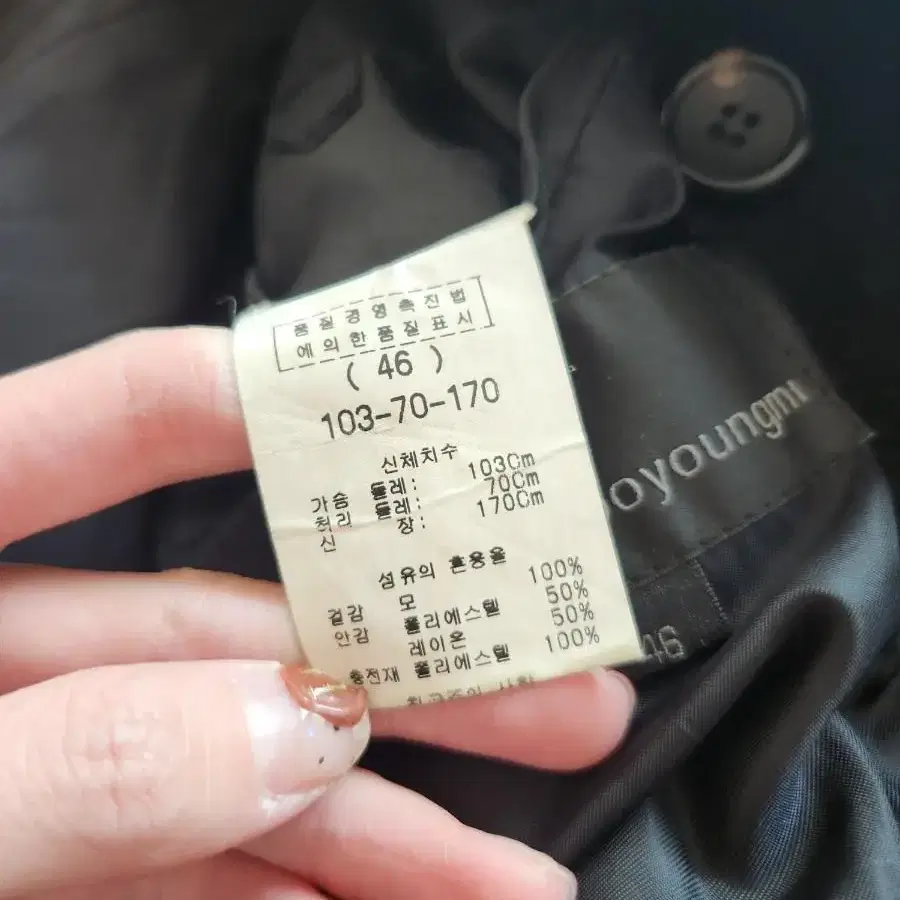 품질경영촉진법
에의한품질표시
( 46 )
103-70-170
신체치수
가슴 둘레: 103Cm
허리 둘레: 70Cm
신 장: 170Cm
섬유의 혼용율
겉감 모 100%
안감 폴리에스텔 50%
레이온 50%
충전재 폴리에스텔 100%
oyoungmi
46